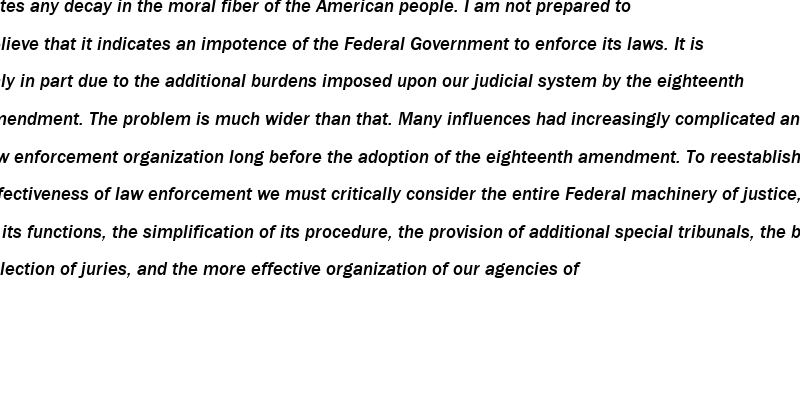 tes any decay in the moral fiber of the American people. I am not prepared to
lieve that it indicates an impotence of the Federal Government to enforce its laws. It is
ly in part due to the additional burdens imposed upon our judicial system by the eighteenth
mendment. The problem is much wider than that. Many influences had increasingly complicated an
w enforcement organization long before the adoption of the eighteenth amendment. To reestablish
fectiveness of law enforcement we must critically consider the entire Federal machinery of justice,
its functions, the simplification of its procedure, the provision of additional special tribunals, the b
lection of juries, and the more effective organization of our agencies of